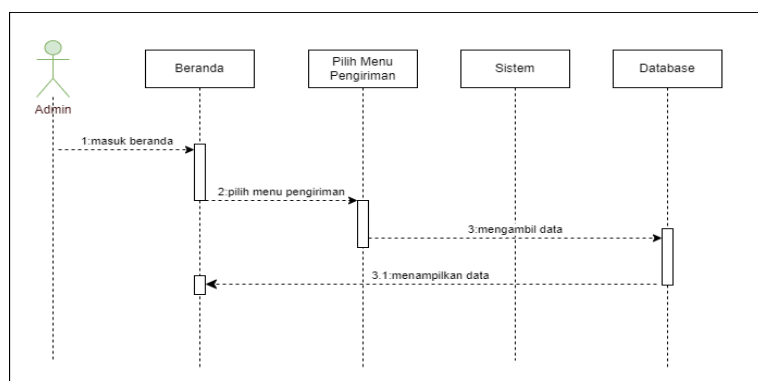 Beranda
Pilih Menu
Pengiriman
Sistem
Database
Admin
1:masuk beranda
2:pilih menu pengiriman
3:mengambil data
3.1:menampilkan data